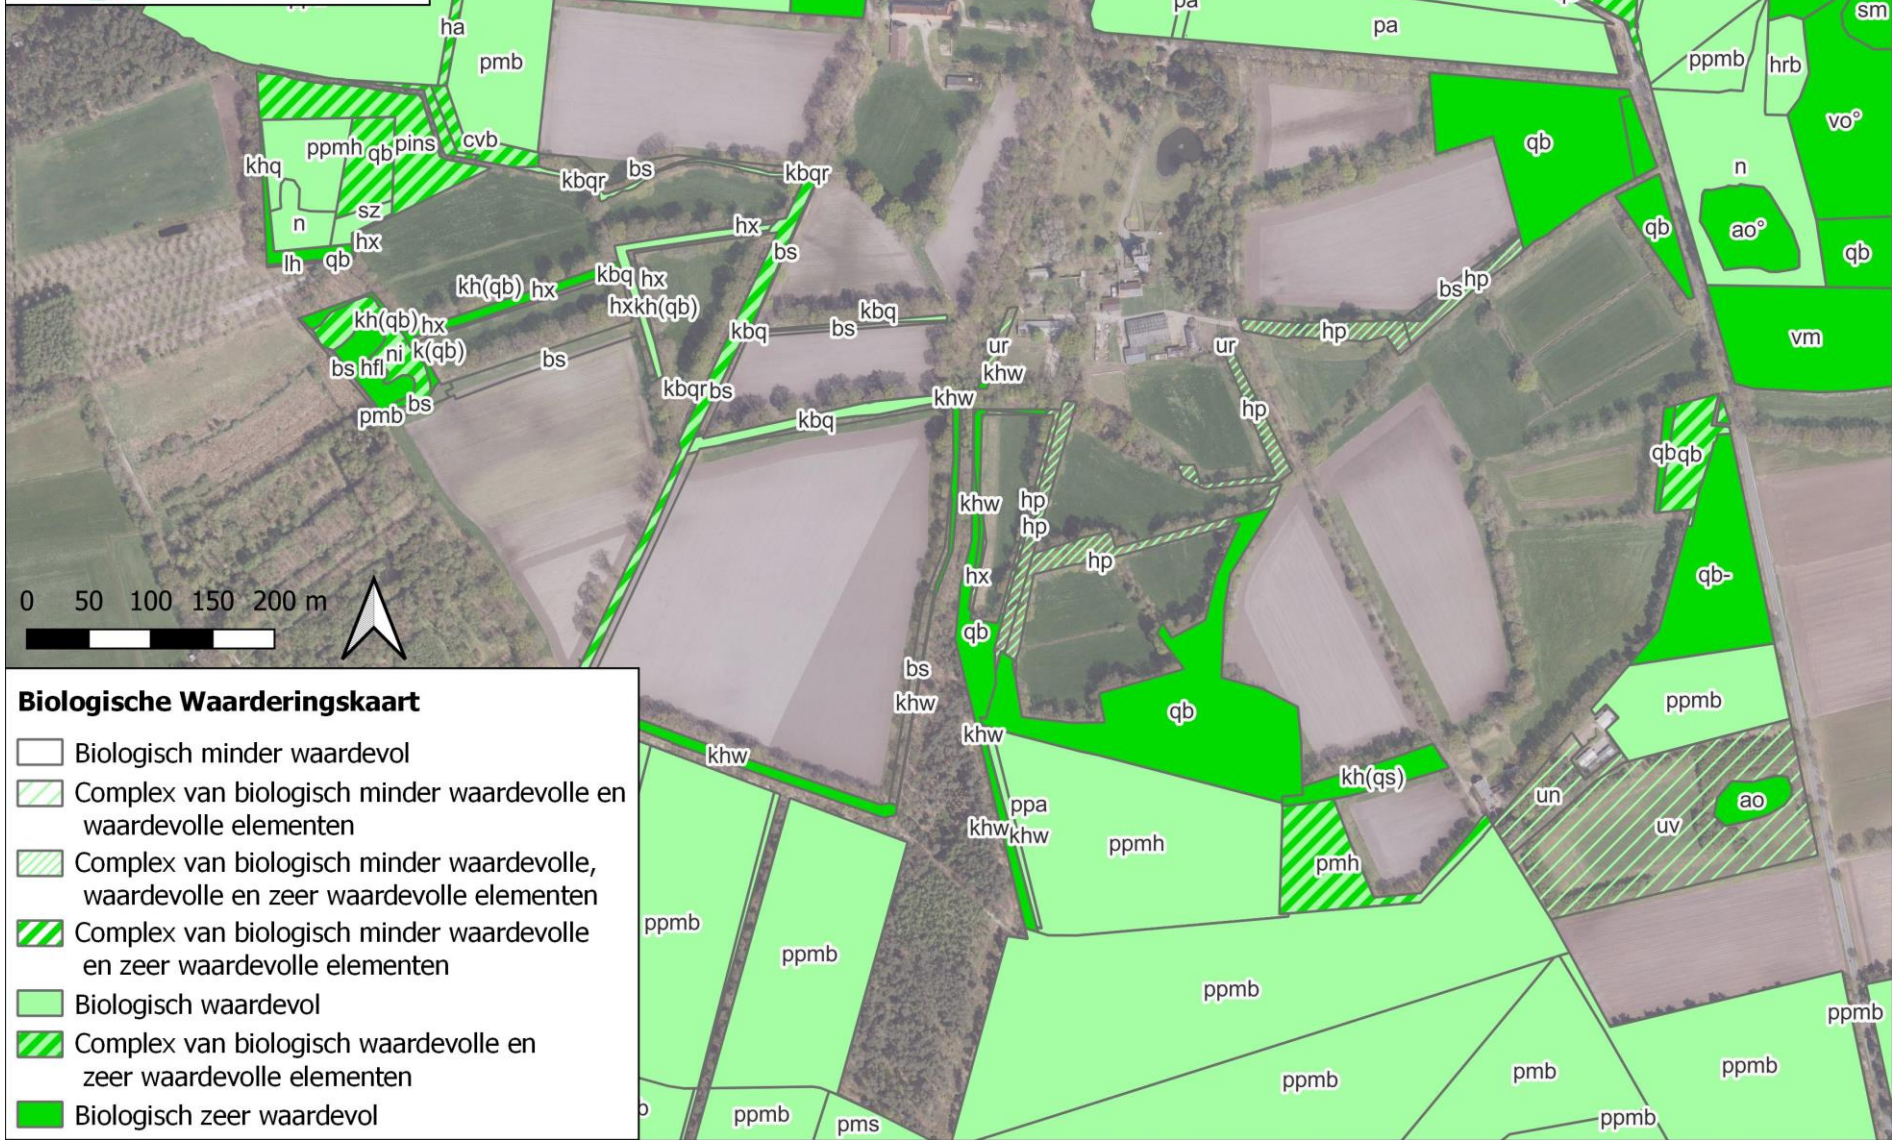 pa
ha
pa
sm
pmb
ppmb
hrb
vo°
cvb
qb
ppmh
qb
pins
khq
kbqr
bs
kbqr
n
sz
n
hx
bs
qb
ao°
qb
hx
lh
qb
kh(qb)
hx
kbq
hx
hx
kh(qb)
bs
hp
kbq
bs
kbq
hp
vm
kh(qb)
hx
ni
k(qb)
bs
hfl
bs
ur
khw
ur
pmb
bs
kbqr
bs
khw
kbq
hp
qb
qb
khw
hp
hp
hp
hx
qb-
qb
0 50 100 150 200 m
bs
khw
ppmb
qb
khw
khw
kh(qs)
ppa
khw
khw
un
ao
uv
ppmh
pmh
ppmb
ppmb
ppmb
ppmb
ppmb
pmb
ppmb
ppmb
ppmb
pms
Biologische Waarderingskaart
Biologisch minder waardevol
Complex van biologisch minder waardevolle en
waardevolle elementen
Complex van biologisch minder waardevolle,
waardevolle en zeer waardevolle elementen
Complex van biologisch minder waardevolle
en zeer waardevolle elementen
Biologisch waardevol
Complex van biologisch waardevolle en
zeer waardevolle elementen
Biologisch zeer waardevol